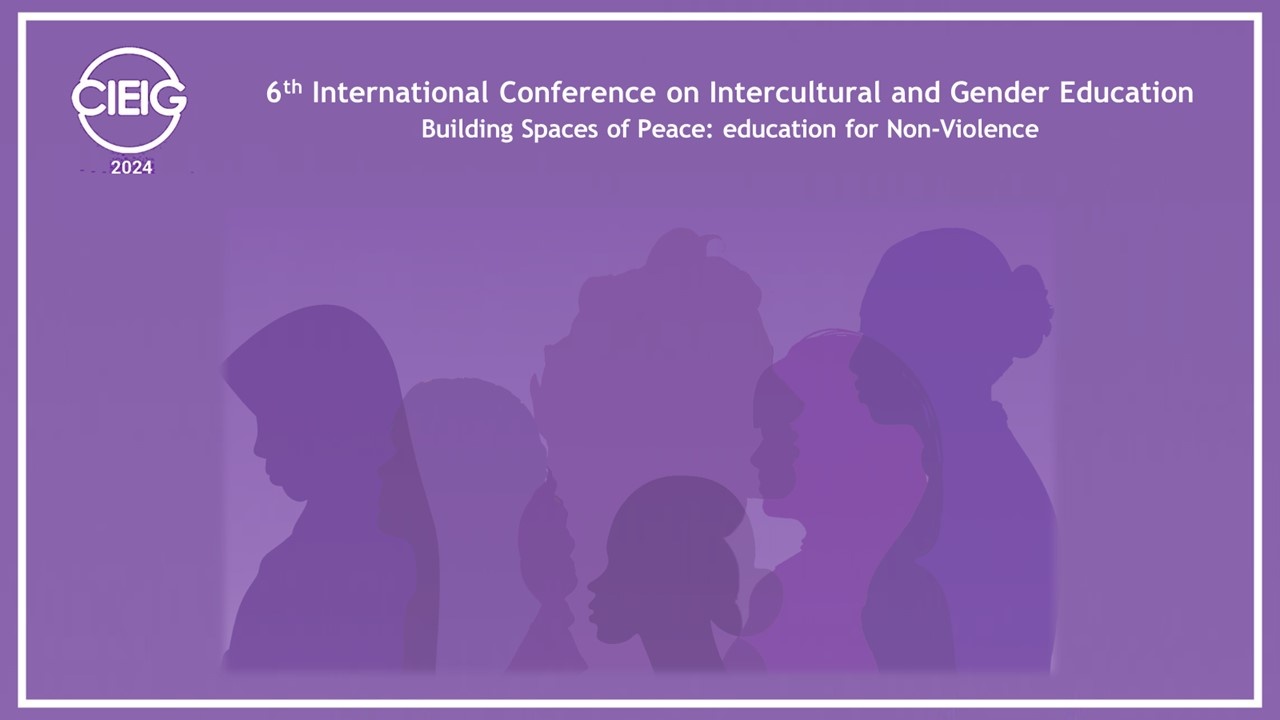 CIEIG
2024
6th International Conference on Intercultural and Gender Education
Building Spaces of Peace: education for Non-Violence